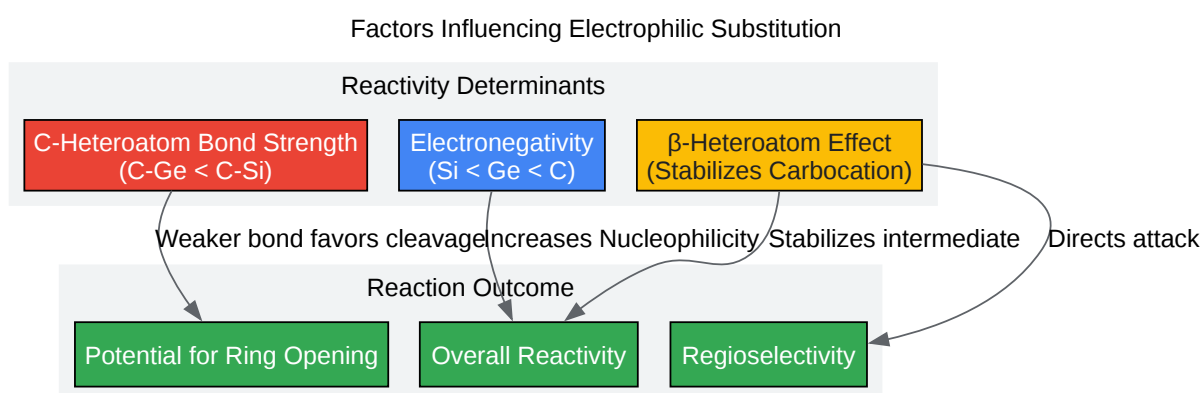 Factors Influencing Electrophilic Substitution
Reactivity Determinants
C-Heteroatom Bond Strength
(C-Ge < C-Si)
Electronegativity
(Si < Ge < C)
β-Heteroatom Effect
(Stabilizes Carbocation)
Weaker bond favors cleavage
Increases Nucleophilicity
Stabilizes intermediate
Directs attack
Reaction Outcome
Potential for Ring Opening
Overall Reactivity
Regioselectivity